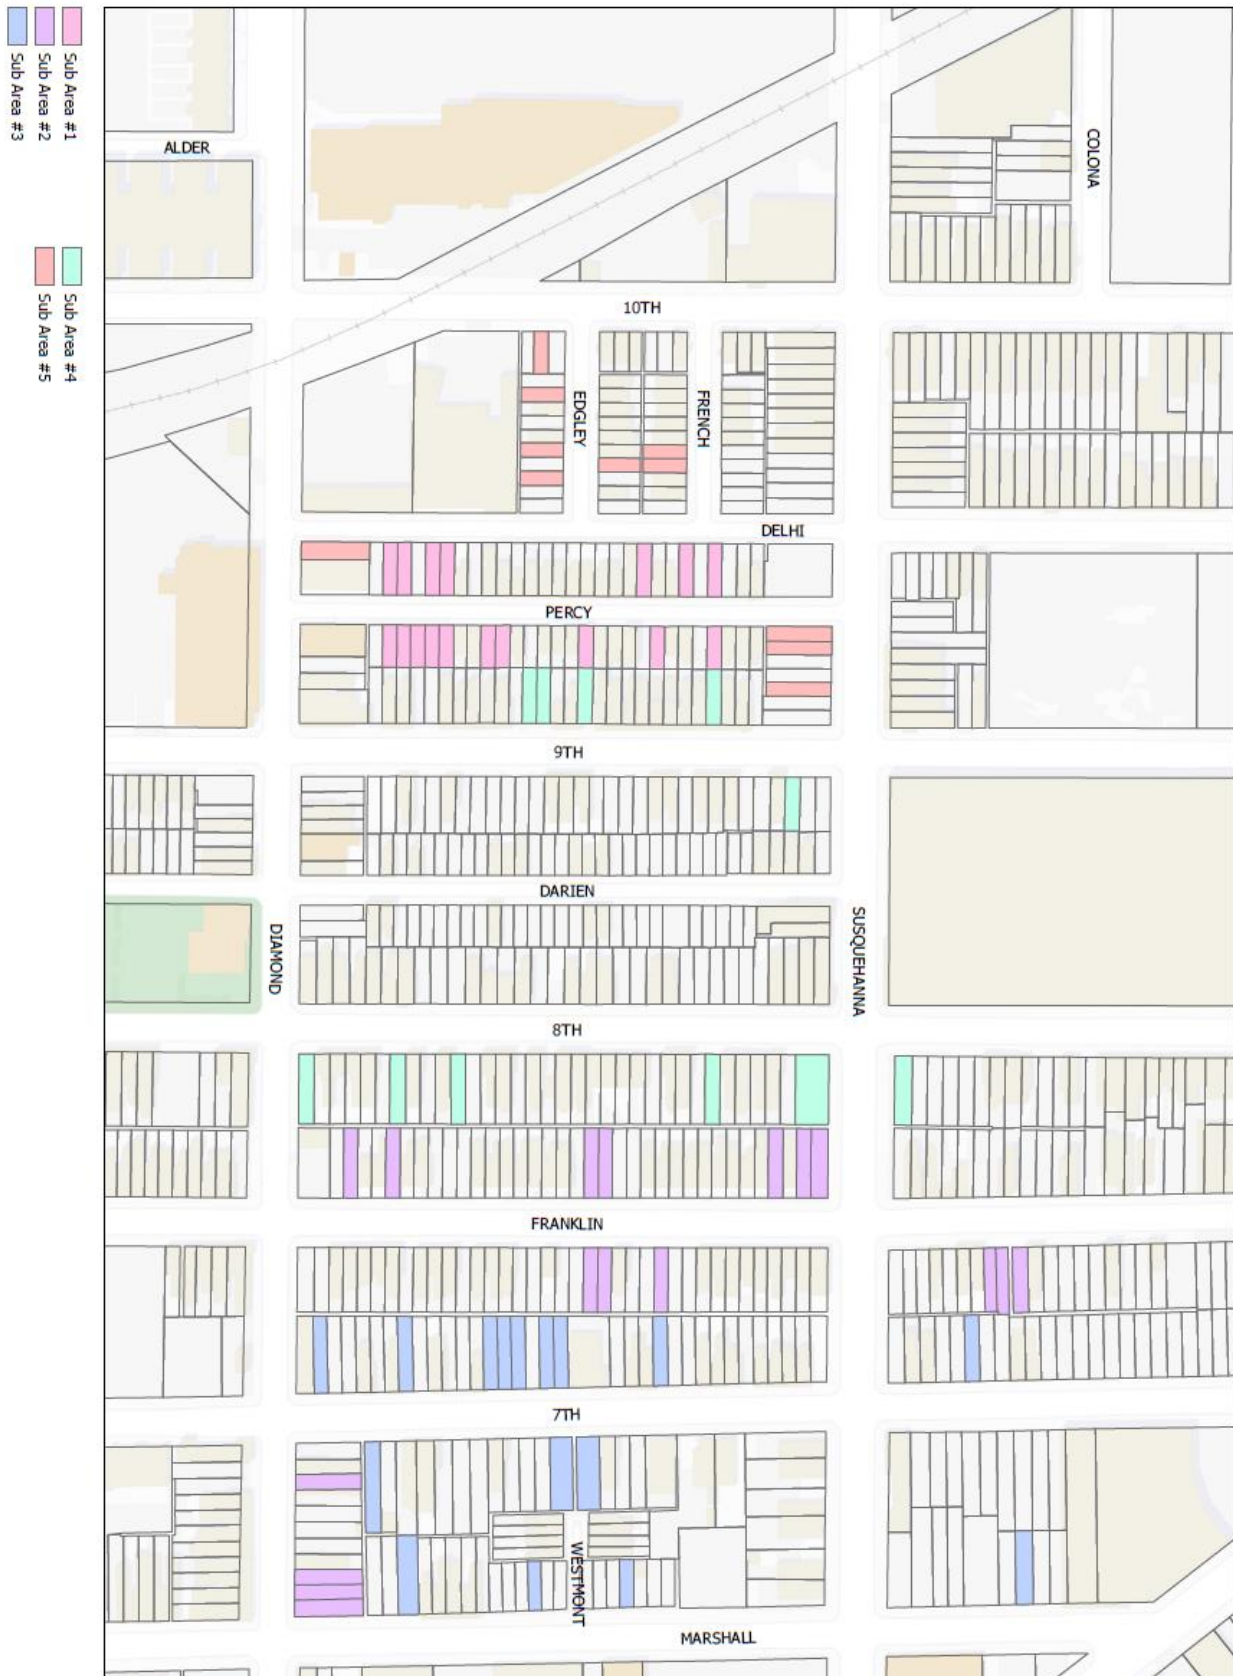 Sub Area #1
Sub Area #2
Sub Area #3
Sub Area #4
Sub Area #5
ALDER
COLONA
10TH
EDGLEY
FRENCH
DELHI
PERCY
9TH
DARIEN
DIAMOND
SUSQUEHANNA
8TH
FRANKLIN
7TH
WESTMONT
MARSHALL